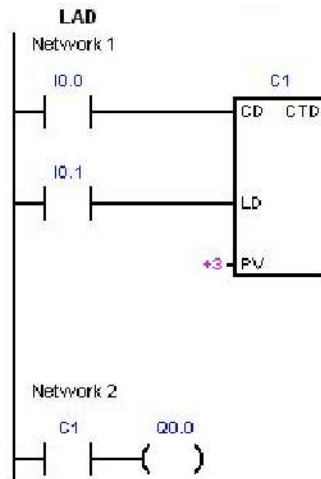 LAD
Network 1
I0.0 C1
CD CTD
I0.1
LD
+3 PV
Network 2
C1 Q0.0